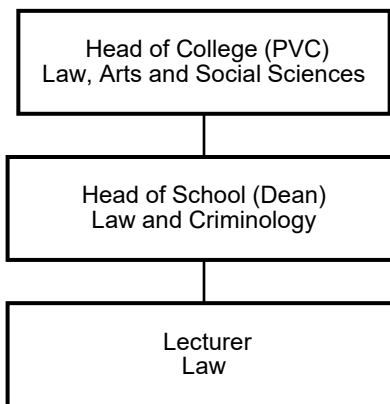 Head of College (PVC)
Law, Arts and Social Sciences
Head of School (Dean)
Law and Criminology
Lecturer
Law